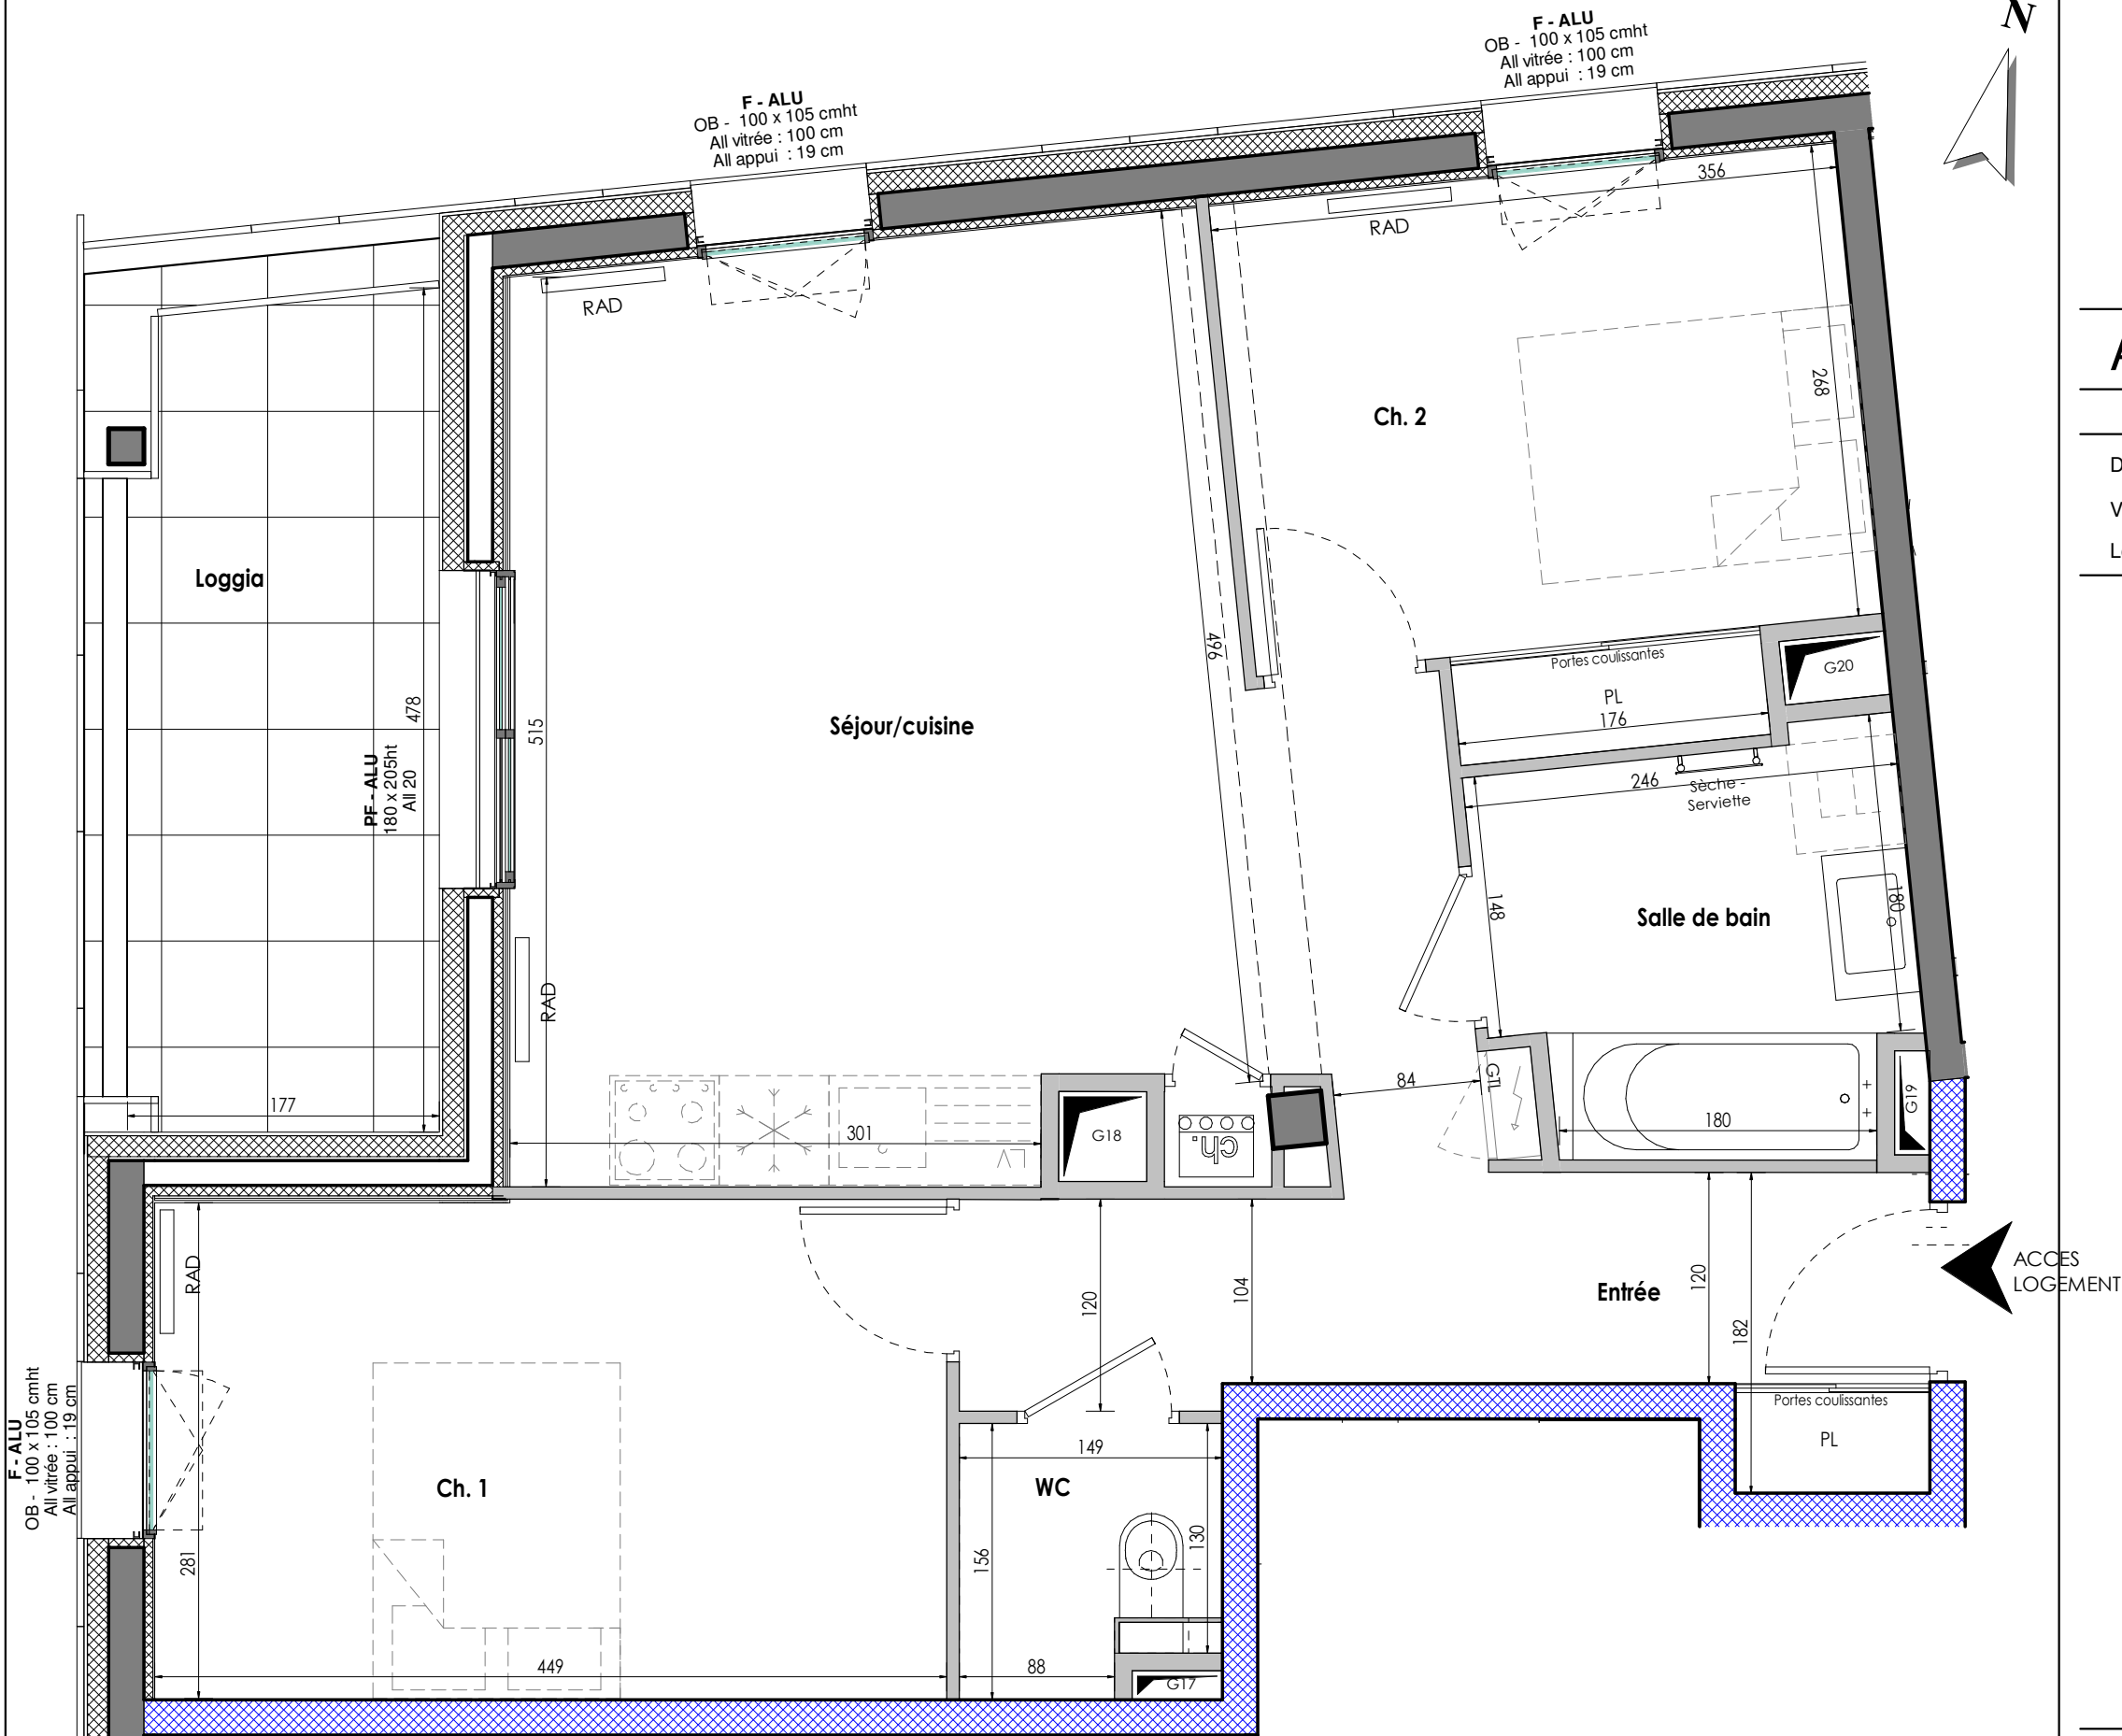 N
F - ALU
OB - 100 x 105 cmht
All vitrée : 100 cm
All appui : 19 cm
F - ALU
OB - 100 x 105 cmht
All vitrée : 100 cm
All appui : 19 cm
356
RAD
RAD
268
Ch. 2
Loggia
496
478
515
Séjour/cuisine
PF - ALU
180 x 205ht
All 20
Portes coulissantes
G20
PL
176
246
Sèche -
Serviette
148
180
Salle de bain
RAD
84
GTL
G19
177
301
LV
G18
ch.
180
RAD
120
104
Entrée
120
182
ACCES
LOGEMENT
Portes coulissantes
PL
F - ALU
OB - 100 x 105 cmht
All vitrée : 100 cm
All appui : 19 cm
149
Ch. 1
WC
281
156
130
449
88
G17